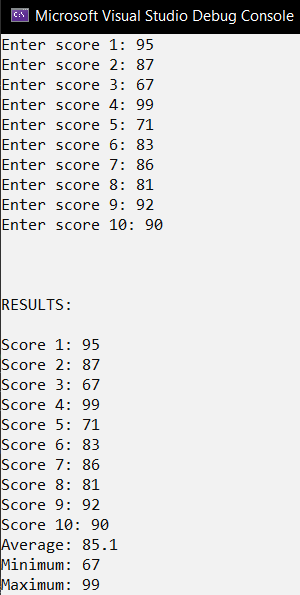 Microsoft Visual Studio Debug Console
Enter score 1: 95
Enter score 2: 87
Enter score 3: 67
Enter score 4: 99
Enter score 5: 71
Enter score 6: 83
Enter score 7: 86
Enter score 8: 81
Enter score 9: 92
Enter score 10: 90
RESULTS:
Score 1: 95
Score 2: 87
Score 3: 67
Score 4: 99
Score 5: 71
Score 6: 83
Score 7: 86
Score 8: 81
Score 9: 92
Score 10: 90
Average: 85.1
Minimum: 67
Maximum: 99